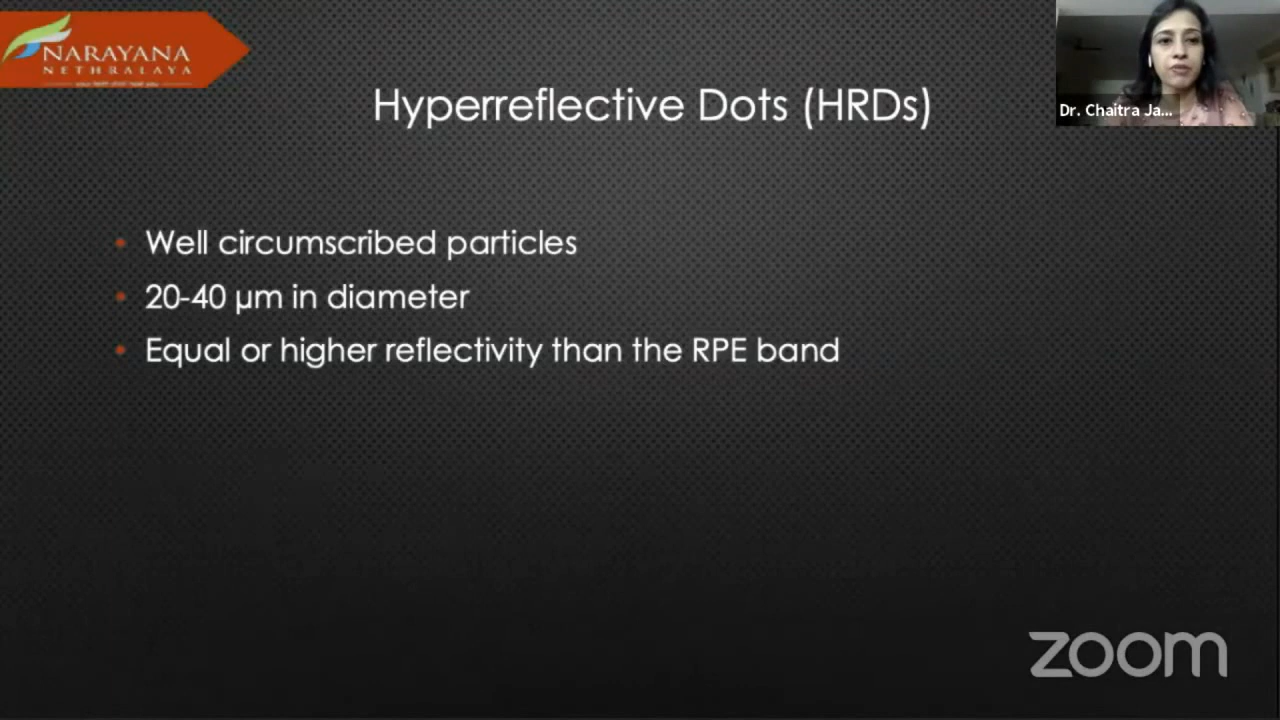 NARAYANA
NETHRALAYA
Hyperreflective Dots (HRDs)
Dr. Chaitra Ja...
• Well circumscribed particles
• 20-40 µm in diameter
• Equal or higher reflectivity than the RPE band
zoom